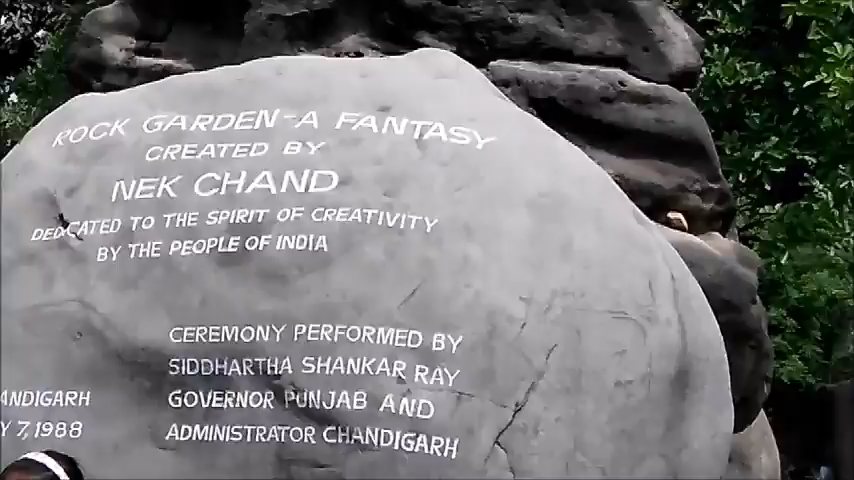 ROCK GARDEN-A FANTASY
CREATED BY
NEK CHAND
DEDICATED TO THE SPIRIT OF CREATIVITY
BY THE PEOPLE OF INDIA
CEREMONY PERFORMED BY
SIDDHARTHA SHANKAR RAY
GOVERNOR PUNJAB AND
ADMINISTRATOR CHANDIGARH
ANDIGARH
Y 7, 1988